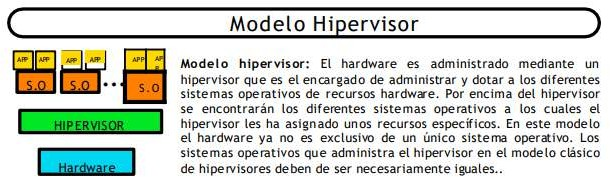 Modelo Hipervisor
APP APP APP APP APP AP
P
S.O S.O ... S.O
HIPERVISOR
Hardware
Modelo hipervisor: El hardware es administrado mediante un
hipervisor que es el encargado de administrar y dotar a los diferentes
sistemas operativos de recursos hardware. Por encima del hipervisor
se encontrarán los diferentes sistemas operativos a los cuales el
hipervisor les ha asignado unos recursos específicos. En este modelo
el hardware ya no es exclusivo de un único sistema operativo. Los
sistemas operativos que administra el hipervisor en el modelo clásico
de hipervisores deben de ser necesariamente iguales..